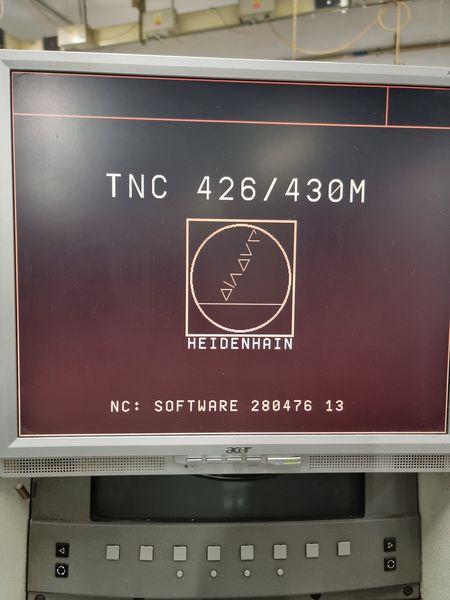 TNC 426/430M
HEIDENHAIN
NC: SOFTWARE 280476 13
acer